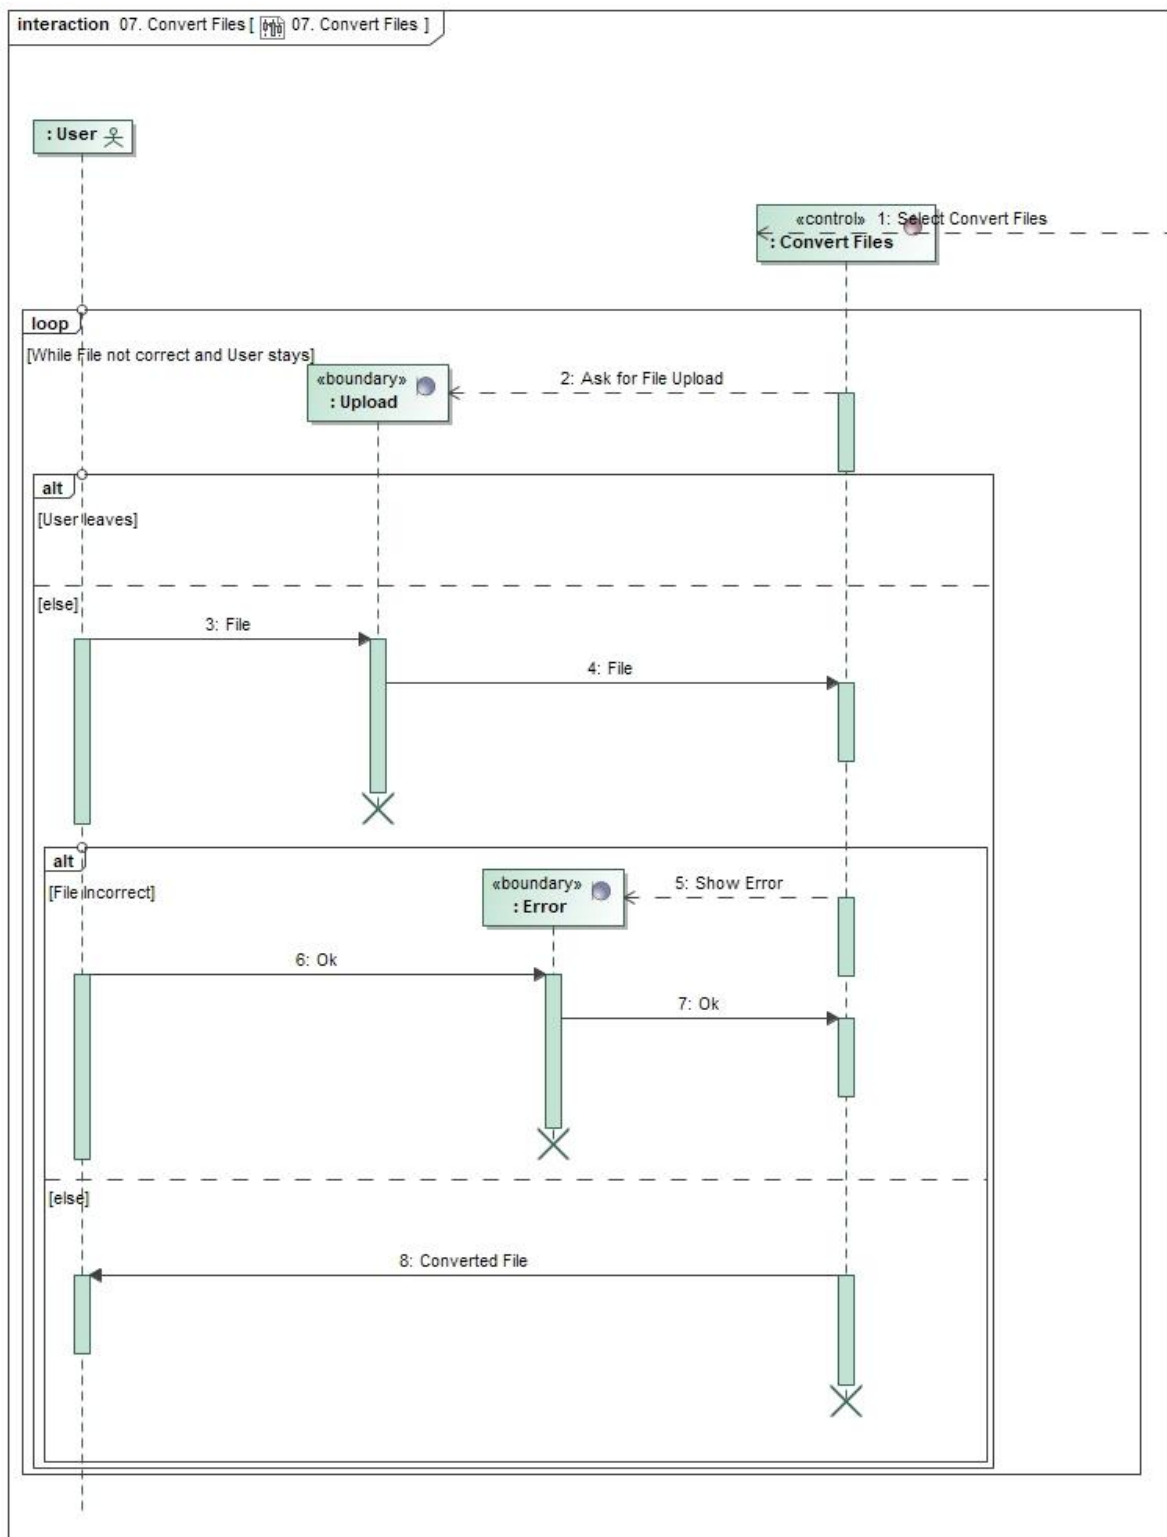 interaction 07. Convert Files [ 07. Convert Files ]
: User
«control» 1: Select Convert Files
: Convert Files
loop
[While File not correct and User stays]
«boundary»
: Upload
2: Ask for File Upload
alt
[User leaves]
[else]
3: File
4: File
alt
[File Incorrect]
«boundary»
: Error
5: Show Error
6: Ok
7: Ok
[else]
8: Converted File